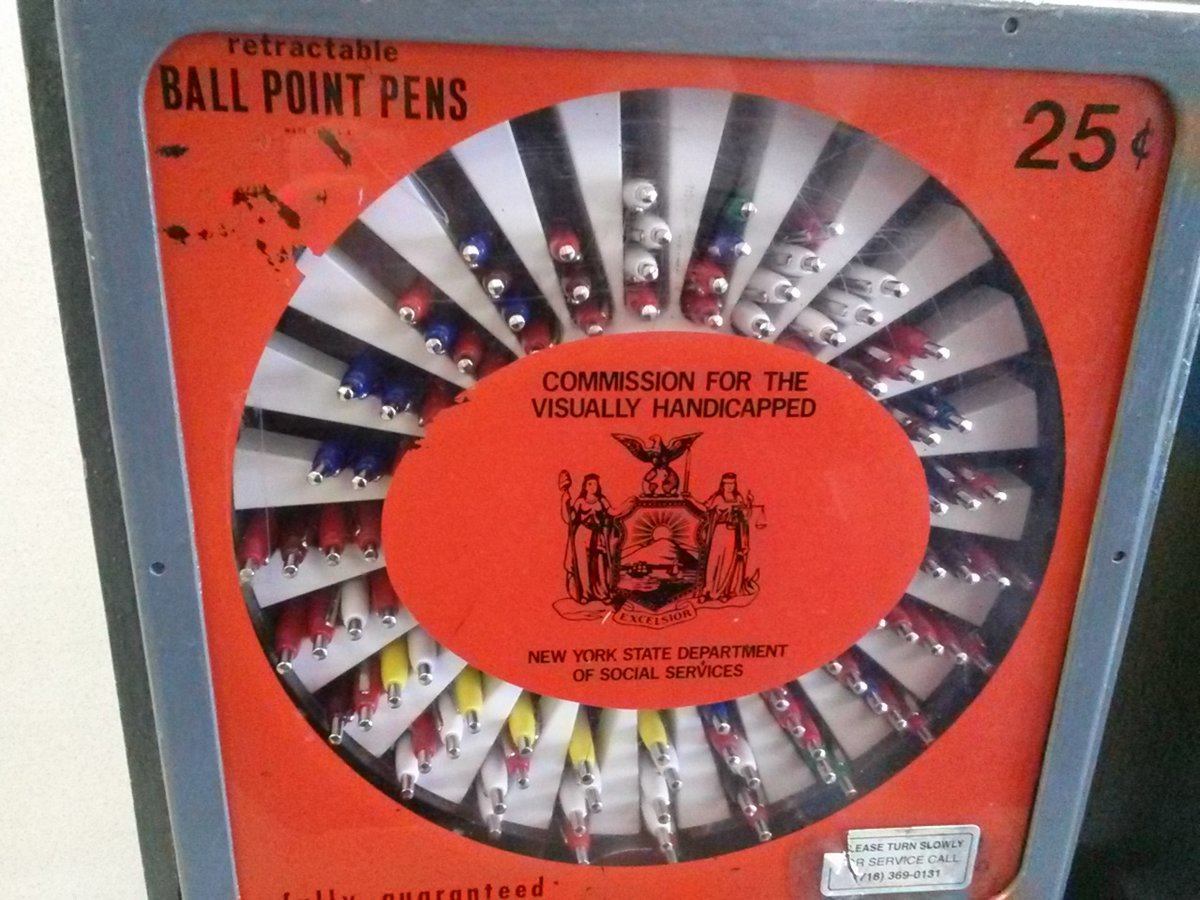 retractable
BALL POINT PENS
25¢
COMMISSION FOR THE
VISUALLY HANDICAPPED
EXCELSIOR
NEW YORK STATE DEPARTMENT
OF SOCIAL SERVICES
LEASE TURN SLOWLY
R SERVICE CALL
(716) 369-0131
fully guaranteed